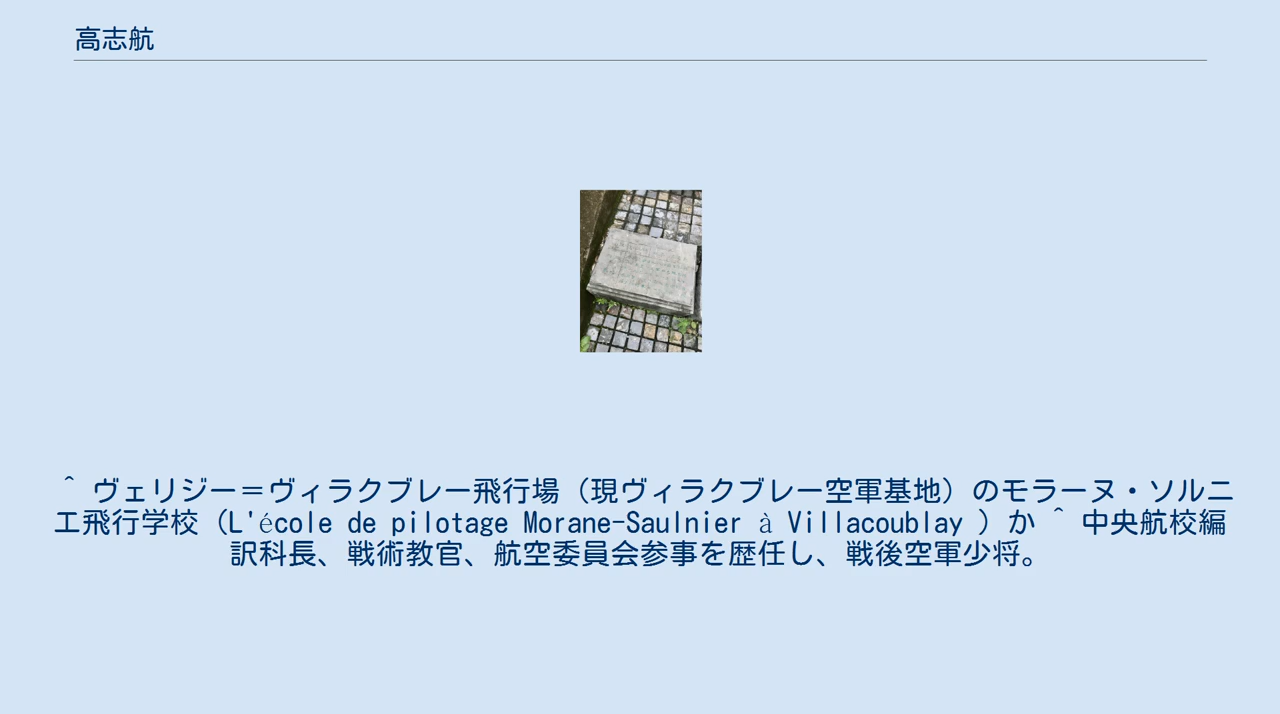 高志航
^ ヴェリジー＝ヴィラクブレー飛行場（現ヴィラクブレー空軍基地）のモラーヌ・ソルニ
エ飛行学校（L'école de pilotage Morane-Saulnier à Villacoublay ）か ^ 中央航校編
訳科長、戦術教官、航空委員会参事を歴任し、戦後空軍少将。